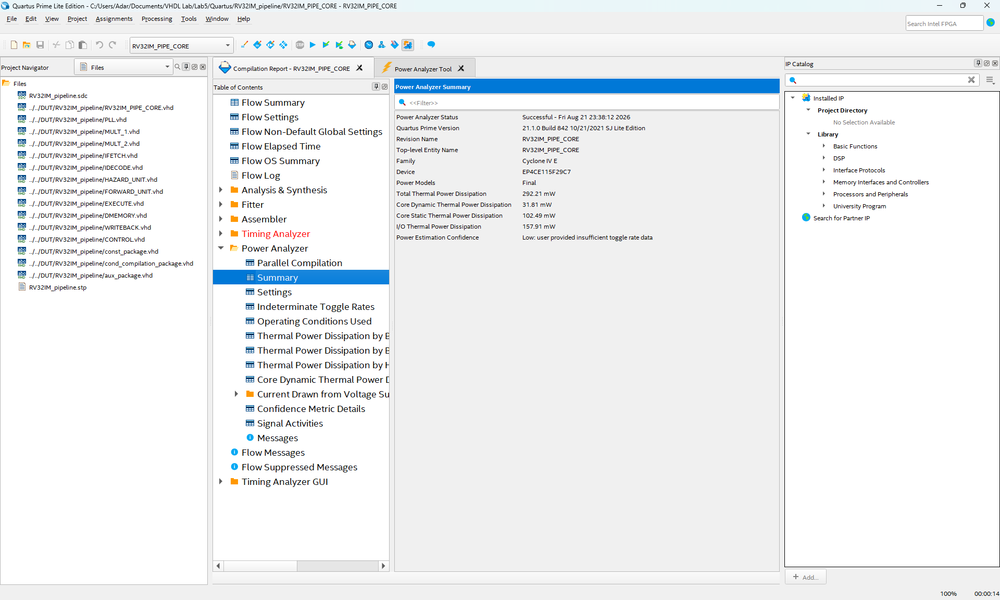 Quartus Prime Lite Edition - C:/Users/Adar/Documents/VHDL Lab/Lab5/Quartus/RV32IM_pipeline/RV32IM_PIPE_CORE - RV32IM_PIPE_CORE
File Edit View Project Assignments Processing Tools Window Help
Search Intel FPGA
RV32IM_PIPE_CORE
STOP
Project Navigator
Files
Files
RV32IM_pipeline.sdc
../../DUT/RV32IM_pipeline/RV32IM_PIPE_CORE.vhd
../../DUT/RV32IM_pipeline/PLL.vhd
../../DUT/RV32IM_pipeline/MULT_1.vhd
../../DUT/RV32IM_pipeline/MULT_2.vhd
../../DUT/RV32IM_pipeline/IFETCH.vhd
../../DUT/RV32IM_pipeline/IDECODE.vhd
../../DUT/RV32IM_pipeline/HAZARD_UNIT.vhd
../../DUT/RV32IM_pipeline/FORWARD_UNIT.vhd
../../DUT/RV32IM_pipeline/EXECUTE.vhd
../../DUT/RV32IM_pipeline/DMEMORY.vhd
../../DUT/RV32IM_pipeline/WRITEBACK.vhd
../../DUT/RV32IM_pipeline/CONTROL.vhd
../../DUT/RV32IM_pipeline/const_package.vhd
../../DUT/RV32IM_pipeline/cond_compilation_package.vhd
../../DUT/RV32IM_pipeline/aux_package.vhd
RV32IM_pipeline.stp
Compilation Report - RV32IM_PIPE_CORE
Power Analyzer Tool
Table of Contents
Flow Summary
Flow Settings
Flow Non-Default Global Settings
Flow Elapsed Time
Flow OS Summary
Flow Log
Analysis & Synthesis
Fitter
Assembler
Timing Analyzer
Power Analyzer
Parallel Compilation
Summary
Settings
Indeterminate Toggle Rates
Operating Conditions Used
Thermal Power Dissipation by B
Thermal Power Dissipation by B
Thermal Power Dissipation by H
Core Dynamic Thermal Power D
Current Drawn from Voltage Su
Confidence Metric Details
Signal Activities
Messages
Flow Messages
Flow Suppressed Messages
Timing Analyzer GUI
Power Analyzer Summary
<<Filter>>
Power Analyzer Status Successful - Fri Aug 21 23:38:12 2026
Quartus Prime Version 21.1.0 Build 842 10/21/2021 SJ Lite Edition
Revision Name RV32IM_PIPE_CORE
Top-level Entity Name RV32IM_PIPE_CORE
Family Cyclone IV E
Device EP4CE115F29C7
Power Models Final
Total Thermal Power Dissipation 292.21 mW
Core Dynamic Thermal Power Dissipation 31.81 mW
Core Static Thermal Power Dissipation 102.49 mW
I/O Thermal Power Dissipation 157.91 mW
Power Estimation Confidence Low: user provided insufficient toggle rate data
IP Catalog
Installed IP
Project Directory
No Selection Available
Library
Basic Functions
DSP
Interface Protocols
Memory Interfaces and Controllers
Processors and Peripherals
University Program
Search for Partner IP
+ Add...
100% 00:00:14